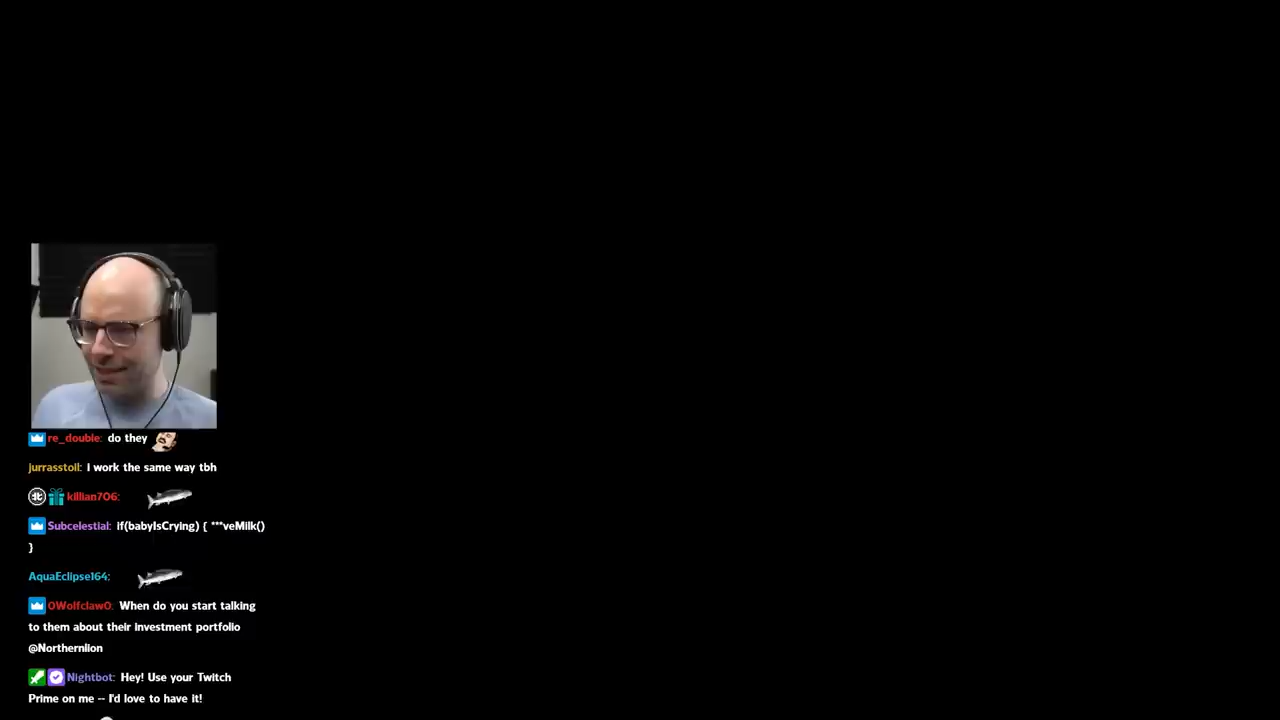 re_double: do they
jurrasstoil: i work the same way tbh
killian706:
Subcelestial: if(babyIsCrying) { ***veMilk()
}
AquaEclipse164:
0Wolfclaw0: When do you start talking
to them about their investment portfolio
@Northernlion
Nightbot: Hey! Use your Twitch
Prime on me -- I'd love to have it!